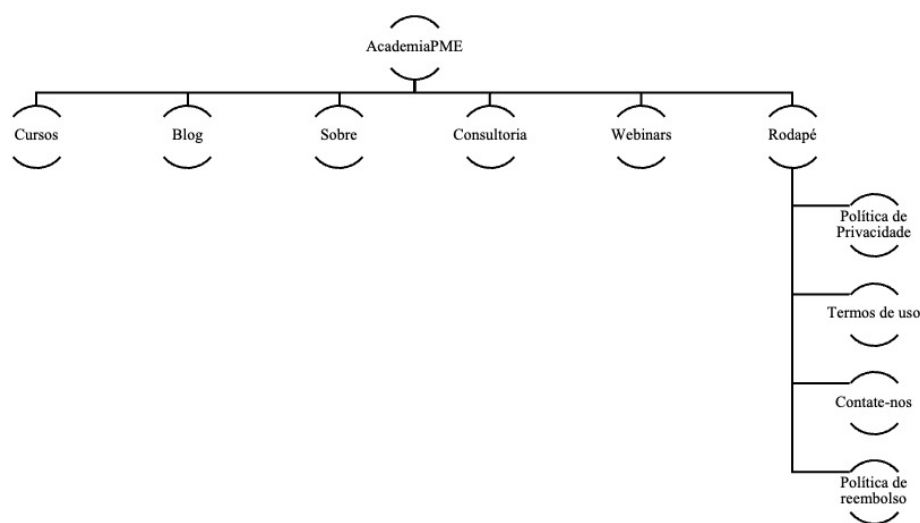 AcademiaPME
Cursos
Blog
Sobre
Consultoria
Webinars
Rodapé
Política de
Privacidade
Termos de uso
Contate-nos
Política de
reembolso